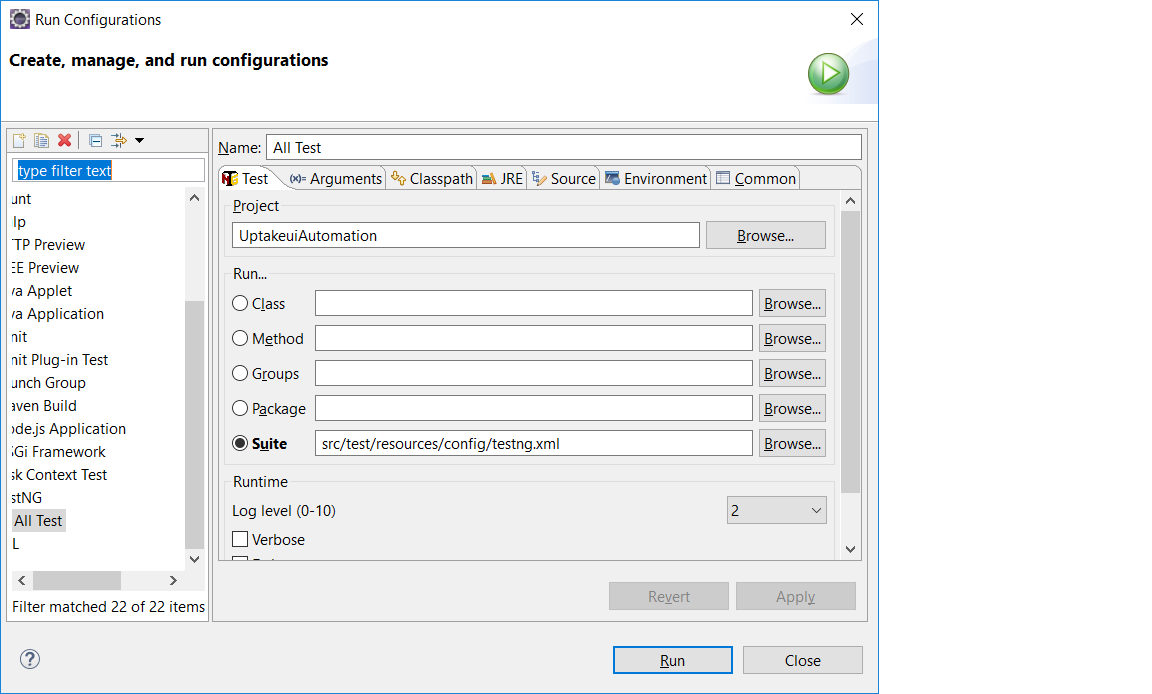 Run Configurations
Create, manage, and run configurations
type filter text
unt
lp
TP Preview
EE Preview
va Applet
va Application
nit
nit Plug-in Test
unch Group
aven Build
de.js Application
Gi Framework
sk Context Test
stNG
All Test
L
Filter matched 22 of 22 items
Name: All Test
Test (x)= Arguments Classpath JRE Source Environment Common
Project
UptakeuiAutomation Browse...
Run...
Class Browse...
Method Browse...
Groups Browse...
Package Browse...
Suite src/test/resources/config/testng.xml Browse...
Runtime
Log level (0-10) 2
Verbose
Revert Apply
? Run Close